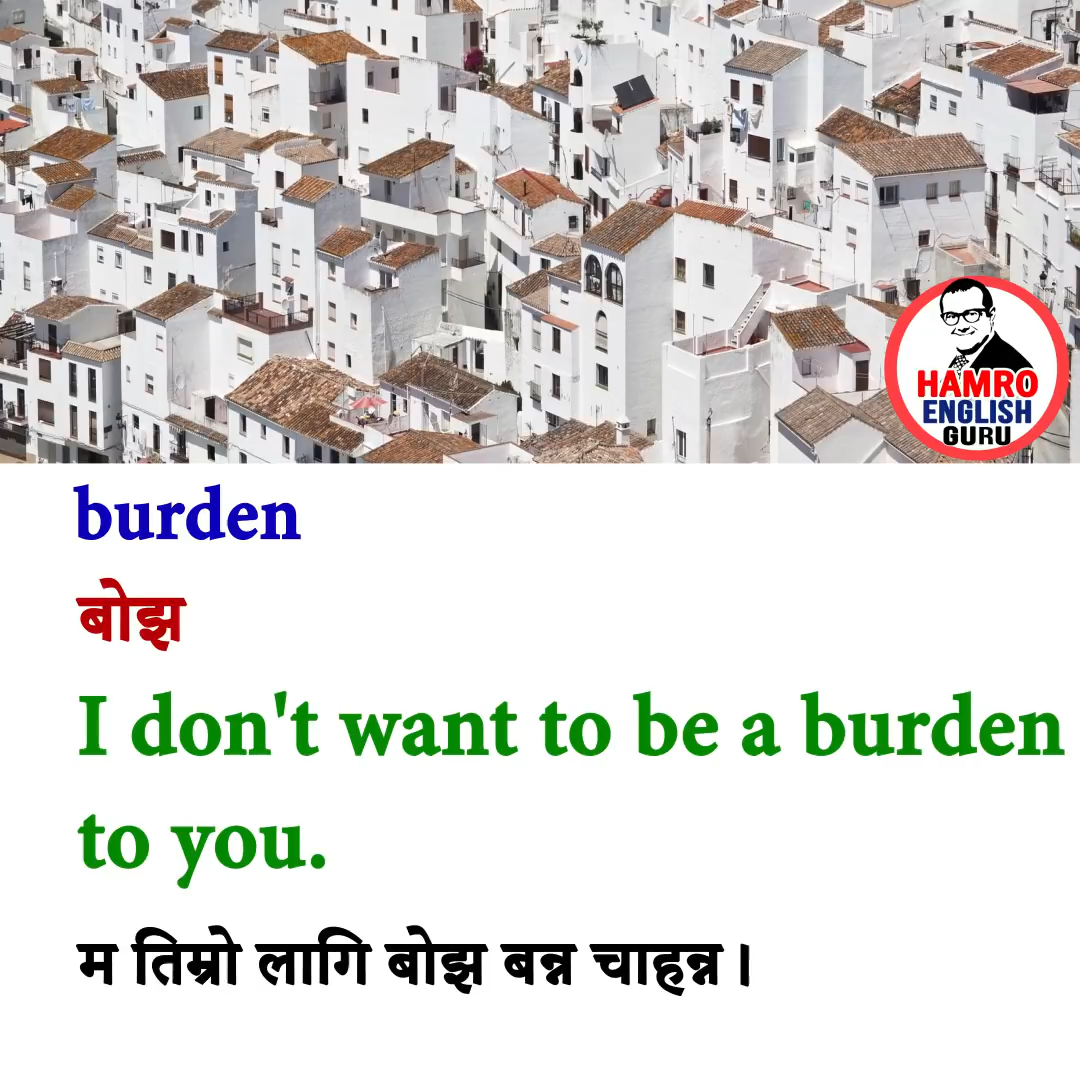 HAMRO
ENGLISH
GURU
burden
बोझ
I don't want to be a burden
to you.
म तिम्रो लागि बोझ बन्न चाहन्न ।